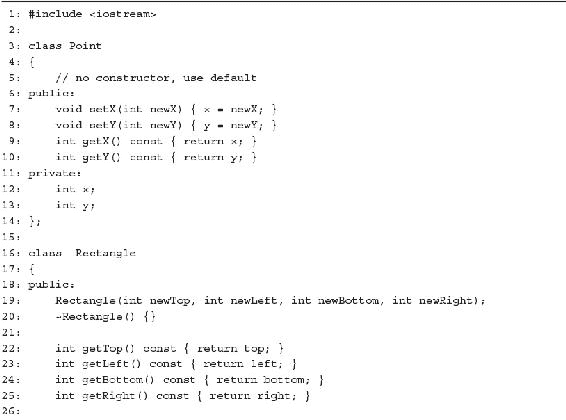 1: #include <iostream>
2:
3: class Point
4: {
5:     // no constructor, use default
6: public:
7:     void setX(int newX) { x = newX; }
8:     void setY(int newY) { y = newY; }
9:     int getX() const { return x; }
10:     int getY() const { return y; }
11: private:
12:     int x;
13:     int y;
14: };
15:
16: class  Rectangle
17: {
18: public:
19:     Rectangle(int newTop, int newLeft, int newBottom, int newRight);
20:     ~Rectangle() {}
21:
22:     int getTop() const { return top; }
23:     int getLeft() const { return left; }
24:     int getBottom() const { return bottom; }
25:     int getRight() const { return right; }
26: